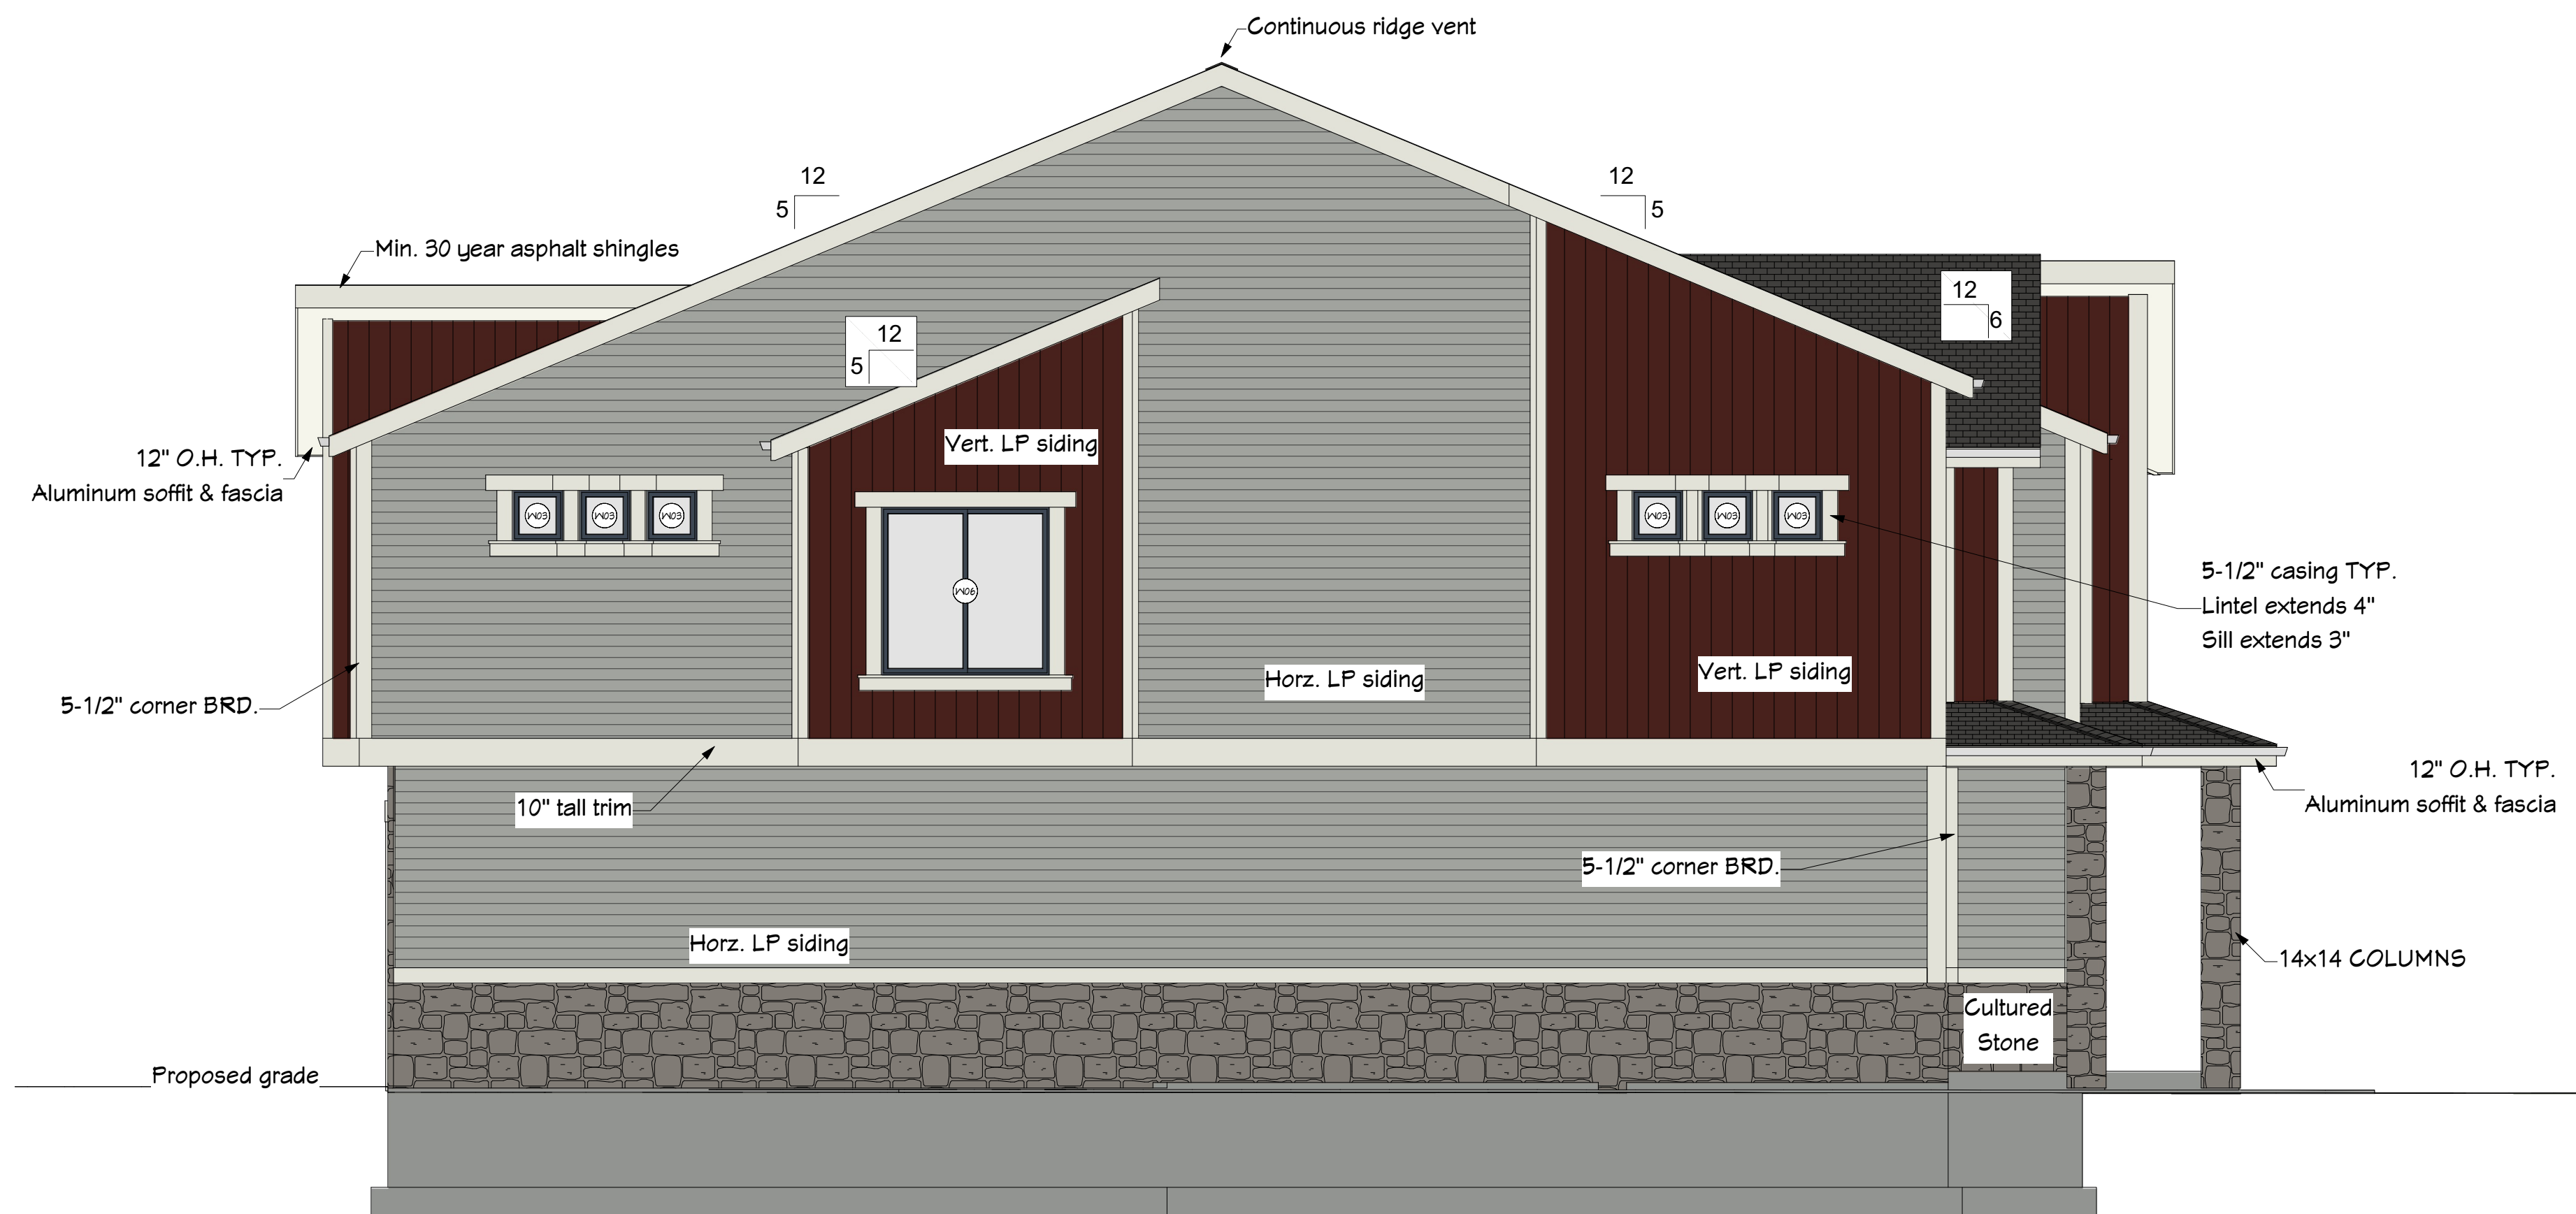 Continuous ridge vent
12
5
12
5
Min. 30 year asphalt shingles
12
6
12
5
Vert. LP siding
12" O.H. TYP.
Aluminum soffit & fascia
W03
W03
W03
W03
W03
W03
W06
5-1/2" casing TYP.
Lintel extends 4"
Sill extends 3"
Horz. LP siding
Vert. LP siding
5-1/2" corner BRD.
12" O.H. TYP.
Aluminum soffit & fascia
10" tall trim
5-1/2" corner BRD.
Horz. LP siding
14x14 COLUMNS
Cultured
Stone
Proposed grade